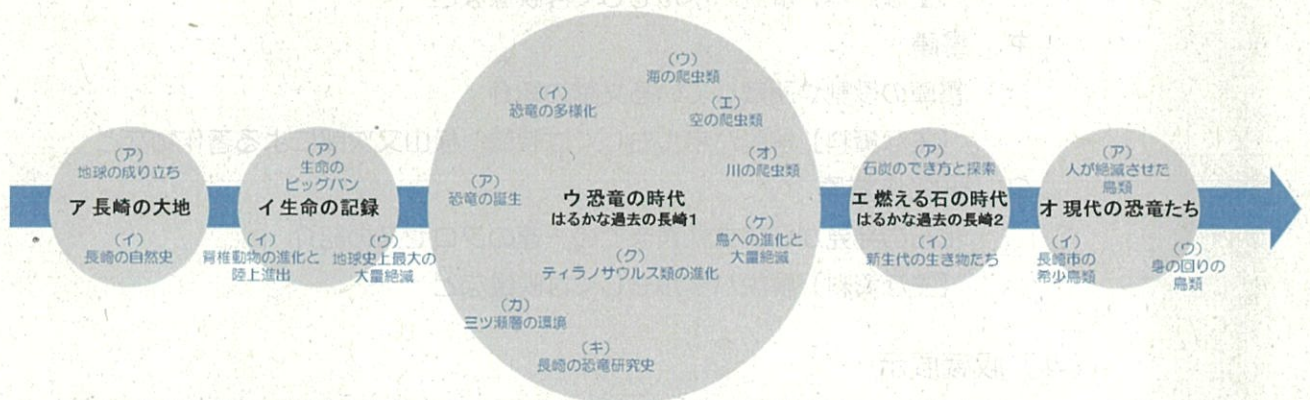 (ア)
地球の成り立ち
ア 長崎の大地
(イ)
長崎の自然史
(ア)
生命の
ビッグバン
イ 生命の記録
(イ)
脊椎動物の進化と
陸上進出
(ウ)
地球史上最大の
大量絶滅
(ア)
恐竜の誕生
(イ)
恐竜の多様化
(ウ)
海の爬虫類
(エ)
空の爬虫類
(オ)
川の爬虫類
ウ 恐竜の時代
はるかな過去の長崎1
(カ)
三ツ瀬層の環境
(キ)
長崎の恐竜研究史
(ク)
ティラノサウルス類の進化
(ケ)
鳥への進化と
大量絶滅
(ア)
石炭のでき方と探索
エ 燃える石の時代
はるかな過去の長崎2
(イ)
新生代の生き物たち
(ア)
人が絶滅させた
鳥類
オ 現代の恐竜たち
(イ)
長崎市の
希少鳥類
(ウ)
身の回りの
鳥類